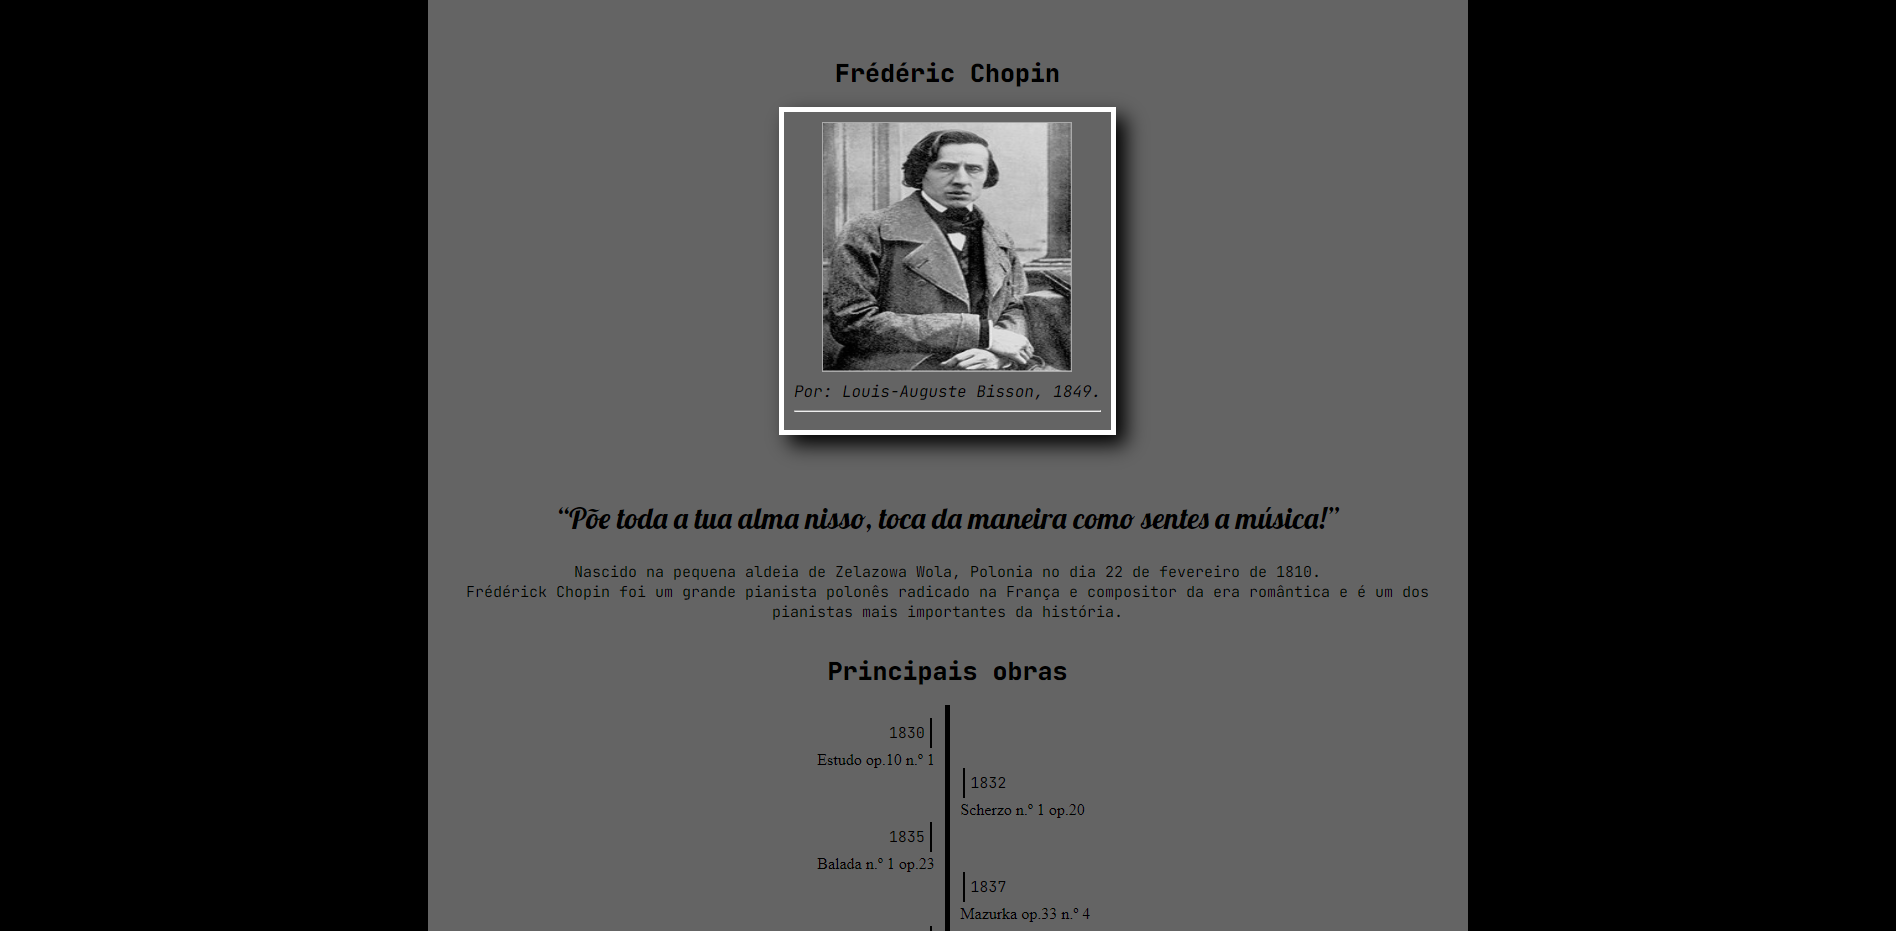 Frédéric Chopin
Por: Louis-Auguste Bisson, 1849.
“Põe toda a tua alma nisso, toca da maneira como sentes a música!”
Nascido na pequena aldeia de Zelazowa Wola, Polonia no dia 22 de fevereiro de 1810.
Frédérick Chopin foi um grande pianista polonês radicado na França e compositor da era romântica e é um dos
pianistas mais importantes da história.
Principais obras
1830
Estudo op.10 n.º 1
1832
Scherzo n.º 1 op.20
1835
Balada n.º 1 op.23
1837
Mazurka op.33 n.º 4